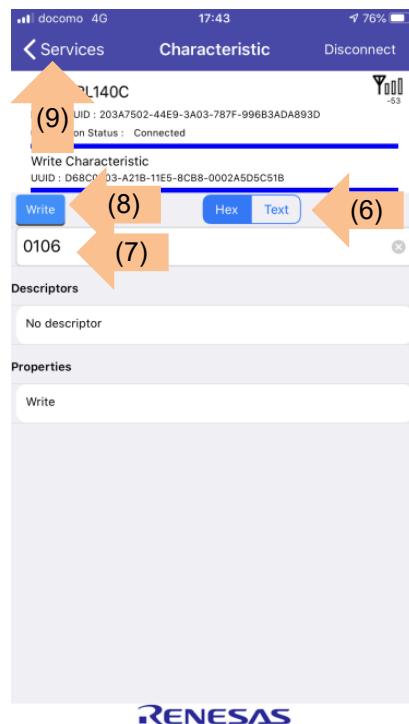 docomo 4G 17:43 76%
Services Characteristic Disconnect
L140C
-53
(9) UID : 203A7502-44E9-3A03-787F-996B3ADA893D
on Status : Connected
Write Characteristic
UUID : D68C0 03-A21B-11E5-8CB8-0002A5D5C51B
Write (8) Hex Text (6)
0106 (7)
Descriptors
No descriptor
Properties
Write
RENESAS